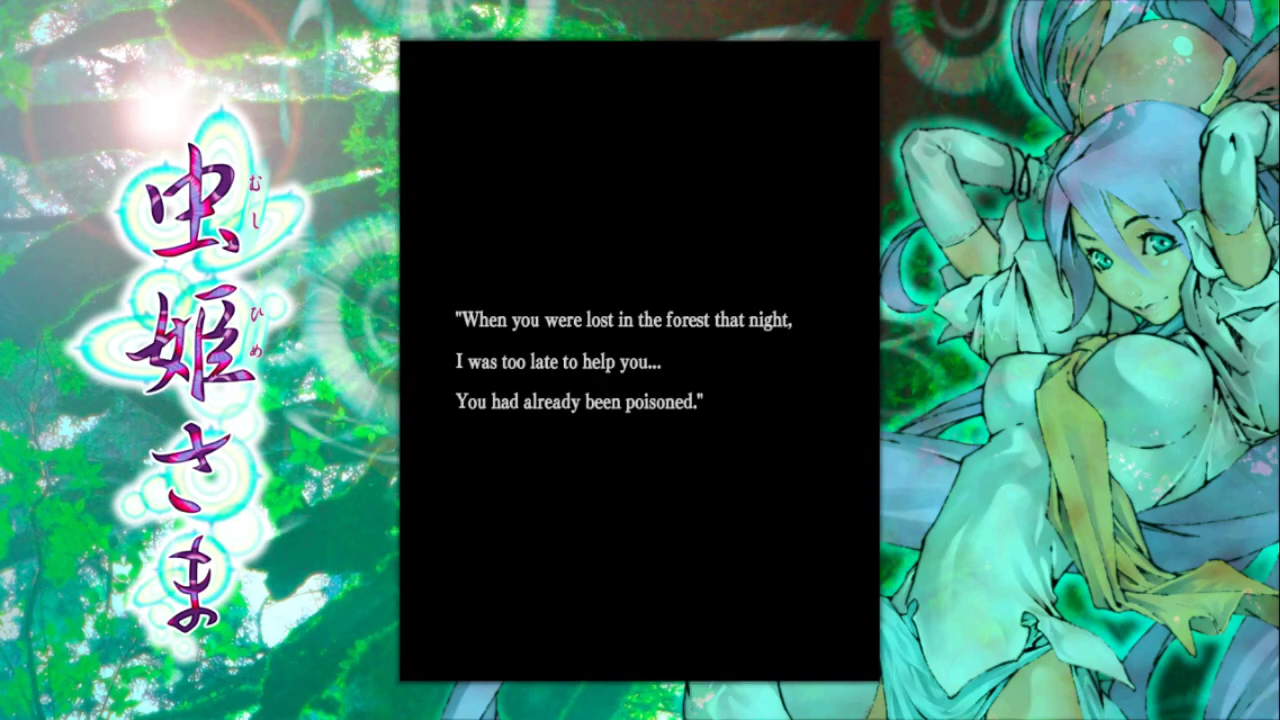 虫姫さま
むし
ひめ
"When you were lost in the forest that night,
I was too late to help you...
You had already been poisoned."